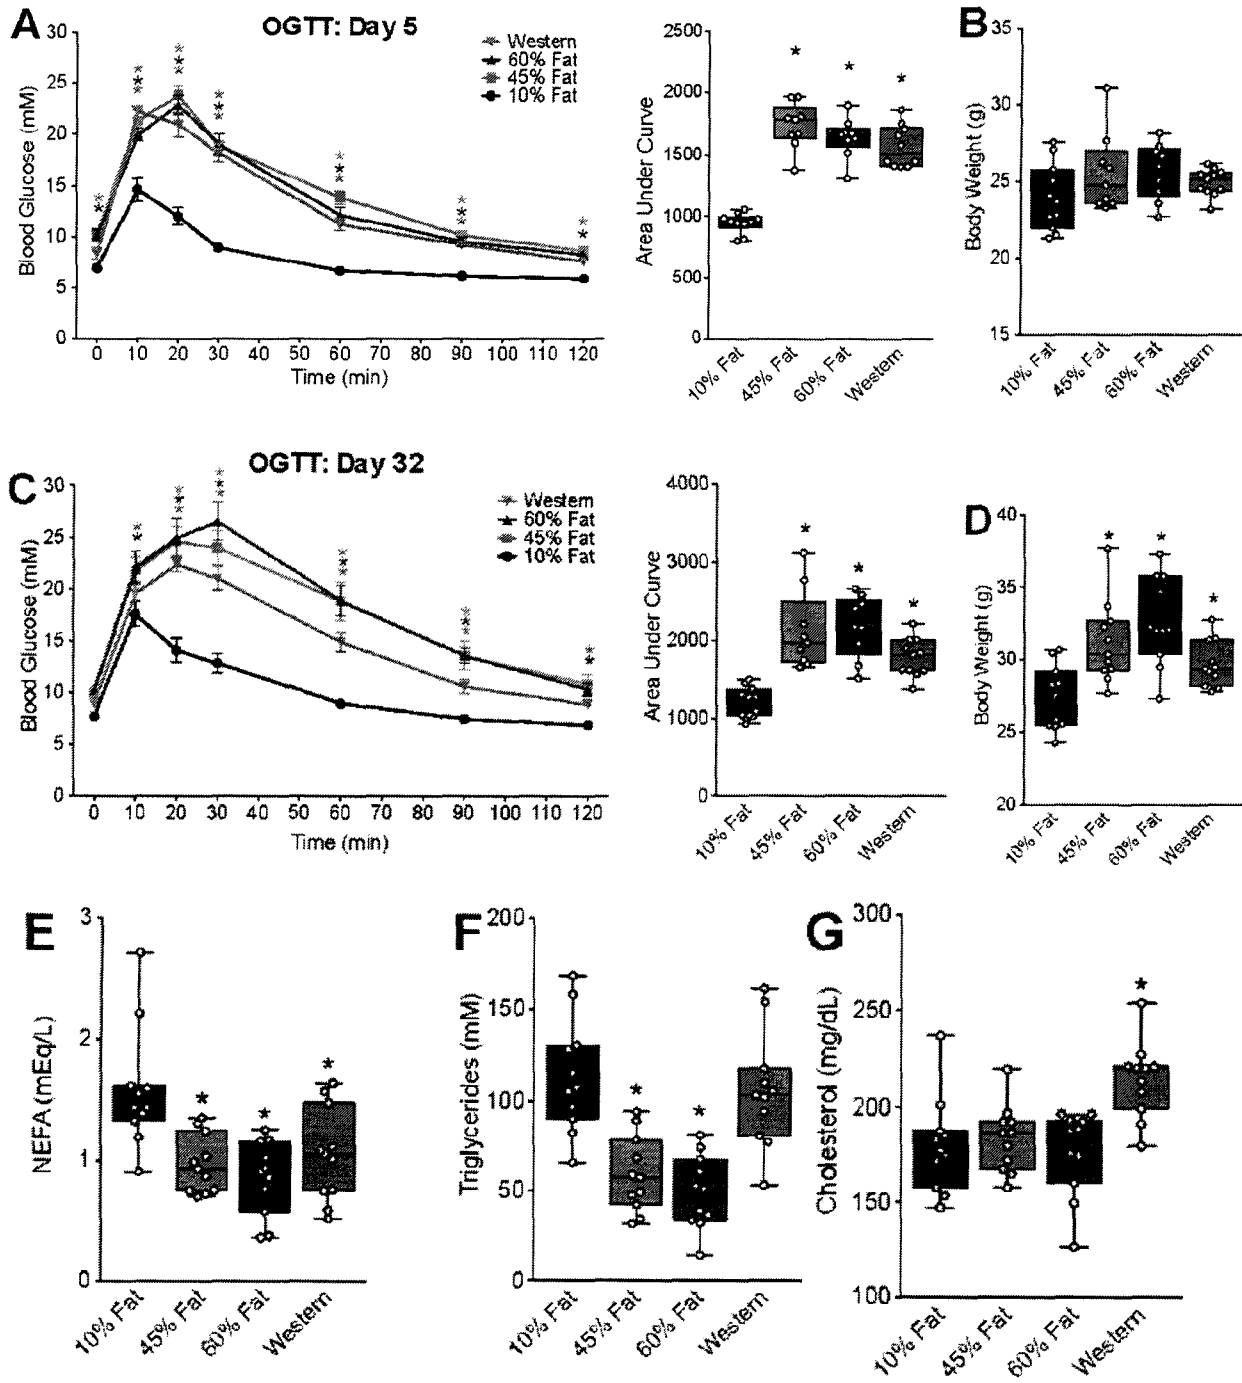 A
OGTT: Day 5
Western
60% Fat
45% Fat
10% Fat
Blood Glucose (mM)
30
25
20
15
10
5
0
0 10 20 30 40 50 60 70 80 90 100 110 120
Time (min)
Area Under Curve
2500
2000
1500
1000
500
0
10% Fat
45% Fat
60% Fat
Western
B
Body Weight (g)
35
30
25
20
15
10% Fat
45% Fat
60% Fat
Western
C
OGTT: Day 32
Western
60% Fat
45% Fat
10% Fat
Blood Glucose (mM)
30
25
20
15
10
5
0
0 10 20 30 40 50 60 70 80 90 100 110 120
Time (min)
Area Under Curve
4000
3000
2000
1000
0
10% Fat
45% Fat
60% Fat
Western
D
Body Weight (g)
40
35
30
25
20
10% Fat
45% Fat
60% Fat
Western
E
NEFA (mEq/L)
3
2
1
0
10% Fat
45% Fat
60% Fat
Western
F
Triglycerides (mM)
200
150
100
50
0
10% Fat
45% Fat
60% Fat
Western
G
Cholesterol (mg/dL)
300
250
200
150
100
10% Fat
45% Fat
60% Fat
Western